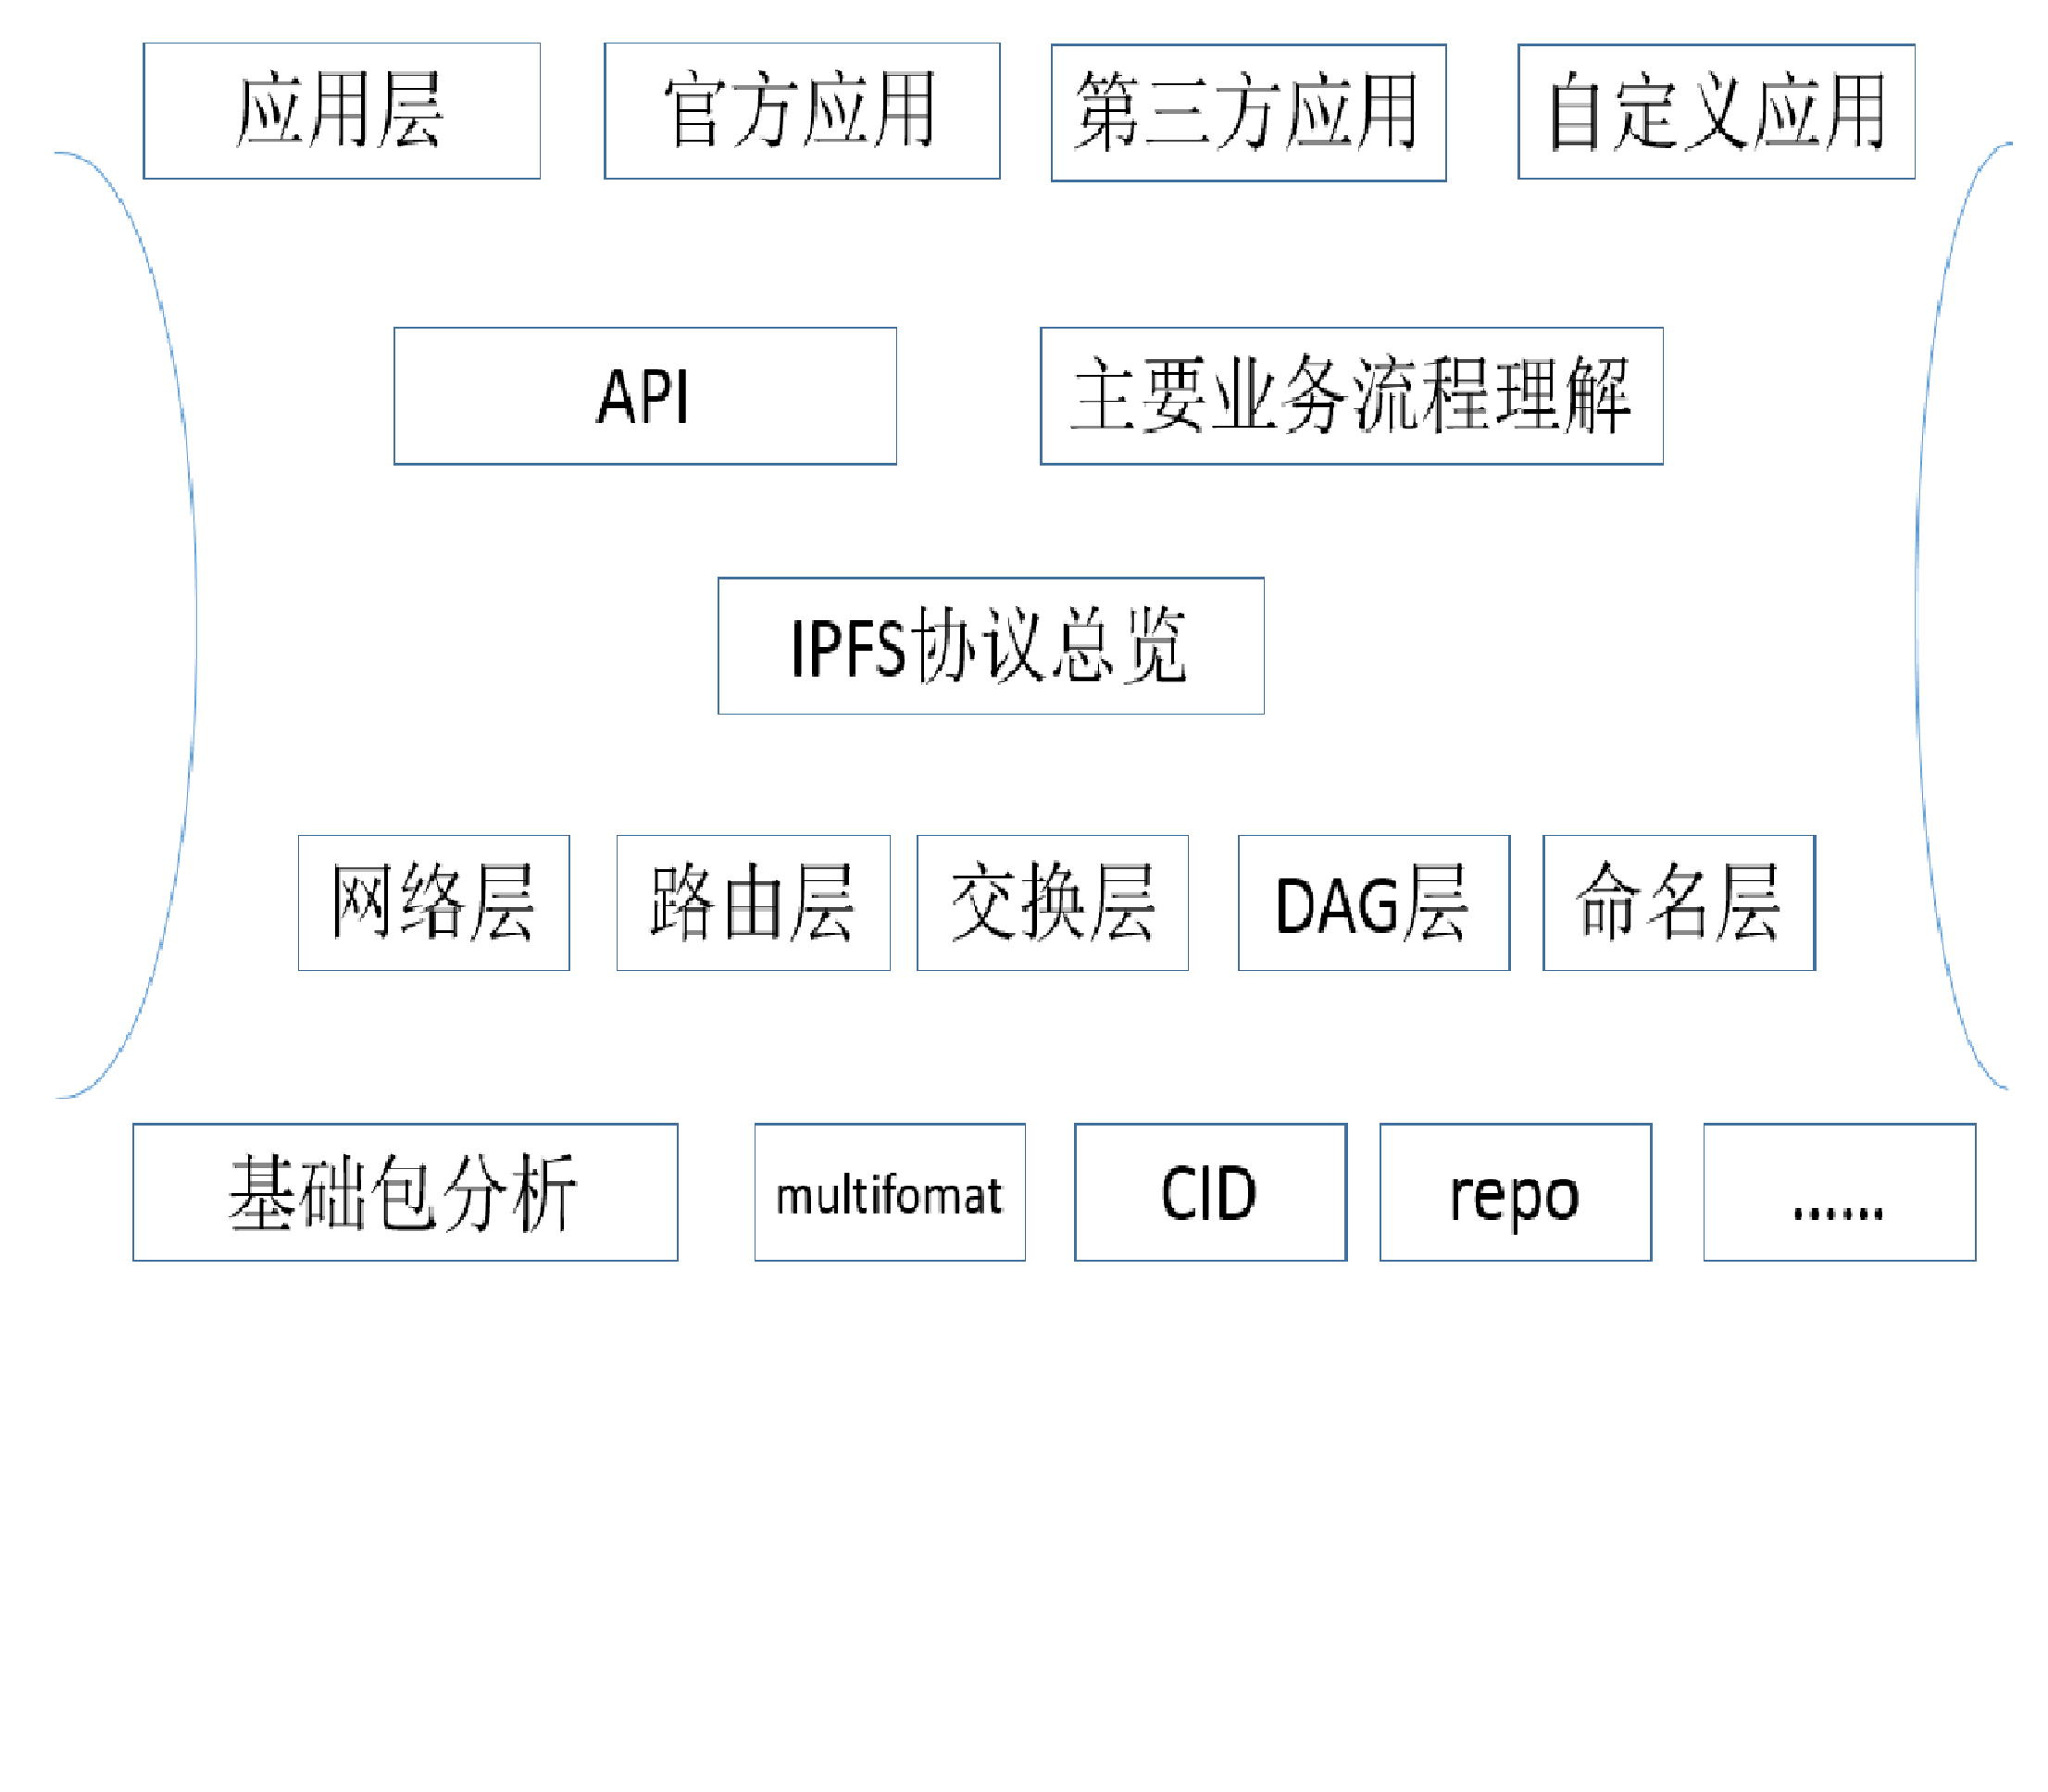 应用层 官方应用 第三方应用 自定义应用
API 主要业务流程理解
IPFS协议总览
网络层 路由层 交换层 DAG层 命名层
基础包分析 multifomat CID repo ......